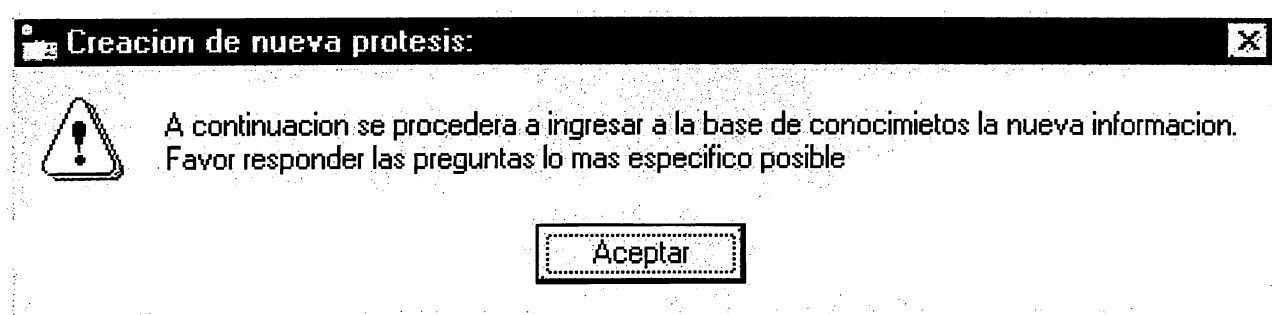 Creacion de nueva protesis:
A continuacion se procedera a ingresar a la base de conocimietos la nueva informacion.
Favor responder las preguntas lo mas especifico posible
Aceptar